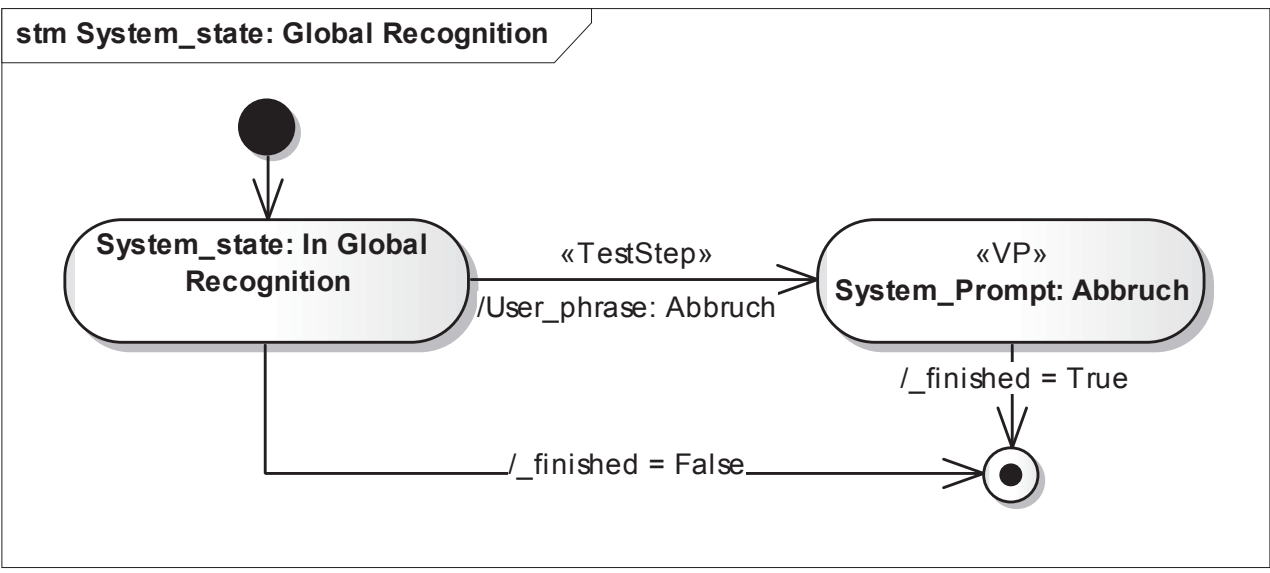 stm System_state: Global Recognition
System_state: In Global
Recognition
«TestStep»
/User_phrase: Abbruch
«VP»
System_Prompt: Abbruch
/_finished = True
/_finished = False